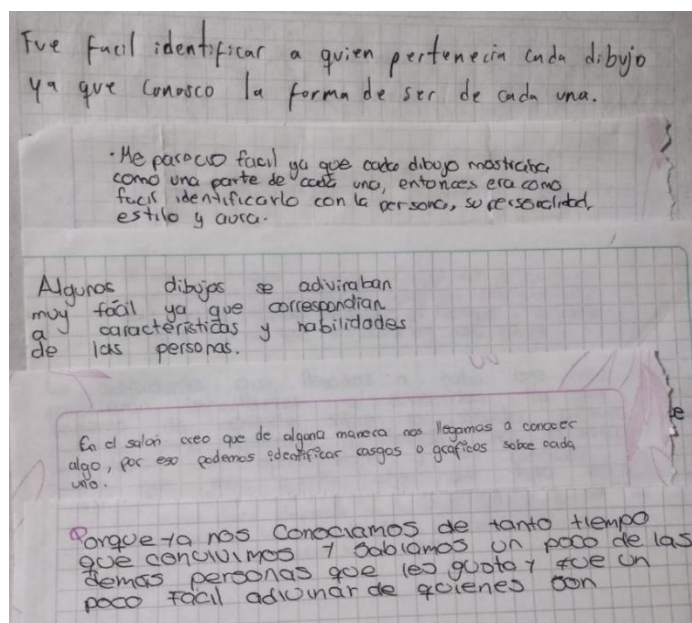 Fue facil identificar a quien pertenecia cada dibujo
ya que conosco la forma de ser de cada una.
· Me parecio facil ya que cada dibujo mostraba
como una parte de cada uno, entonces era como
facil identificarlo con la persona, su personalidad,
estilo y aura.
Algunos dibujos se adivinaban
muy fácil ya que correspondian
a características y habilidades
de las personas.
En el salón creo que de alguna manera nos llegamos a conocer
algo, por eso podemos identificar rasgos o graficos sobre cada
uno.
Porque ya nos conociamos de tanto tiempo
que convivimos y sabiamos un poco de las
demás personas que les gusta y fue un
poco facil adivinar de quienes son